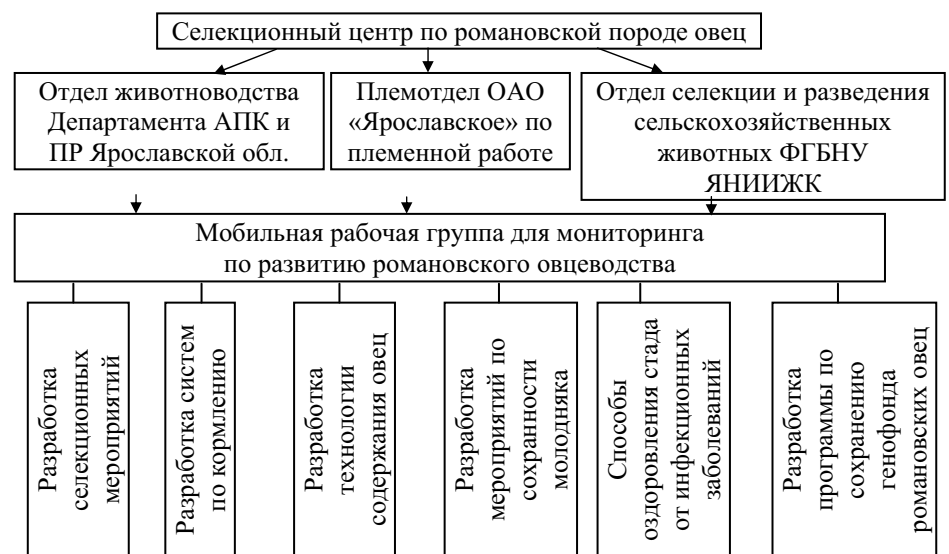 Селекционный центр по романовской породе овец
Отдел животноводства
Департамента АПК и
ПР Ярославской обл.
Племотдел ОАО
«Ярославское» по
племенной работе
Отдел селекции и разведения
сельскохозяйственных
животных ФГБНУ
ЯНИИЖК
Мобильная рабочая группа для мониторинга
по развитию романовского овцеводства
Разработка
селекционных
мероприятий
Разработка систем
по кормлению
Разработка
технологии
содержания овец
Разработка
мероприятий по
сохранности
молодняка
Способы
оздоровления стада
от инфекционных
заболеваний
Разработка
программы по
сохранению
генофонда
романовских овец